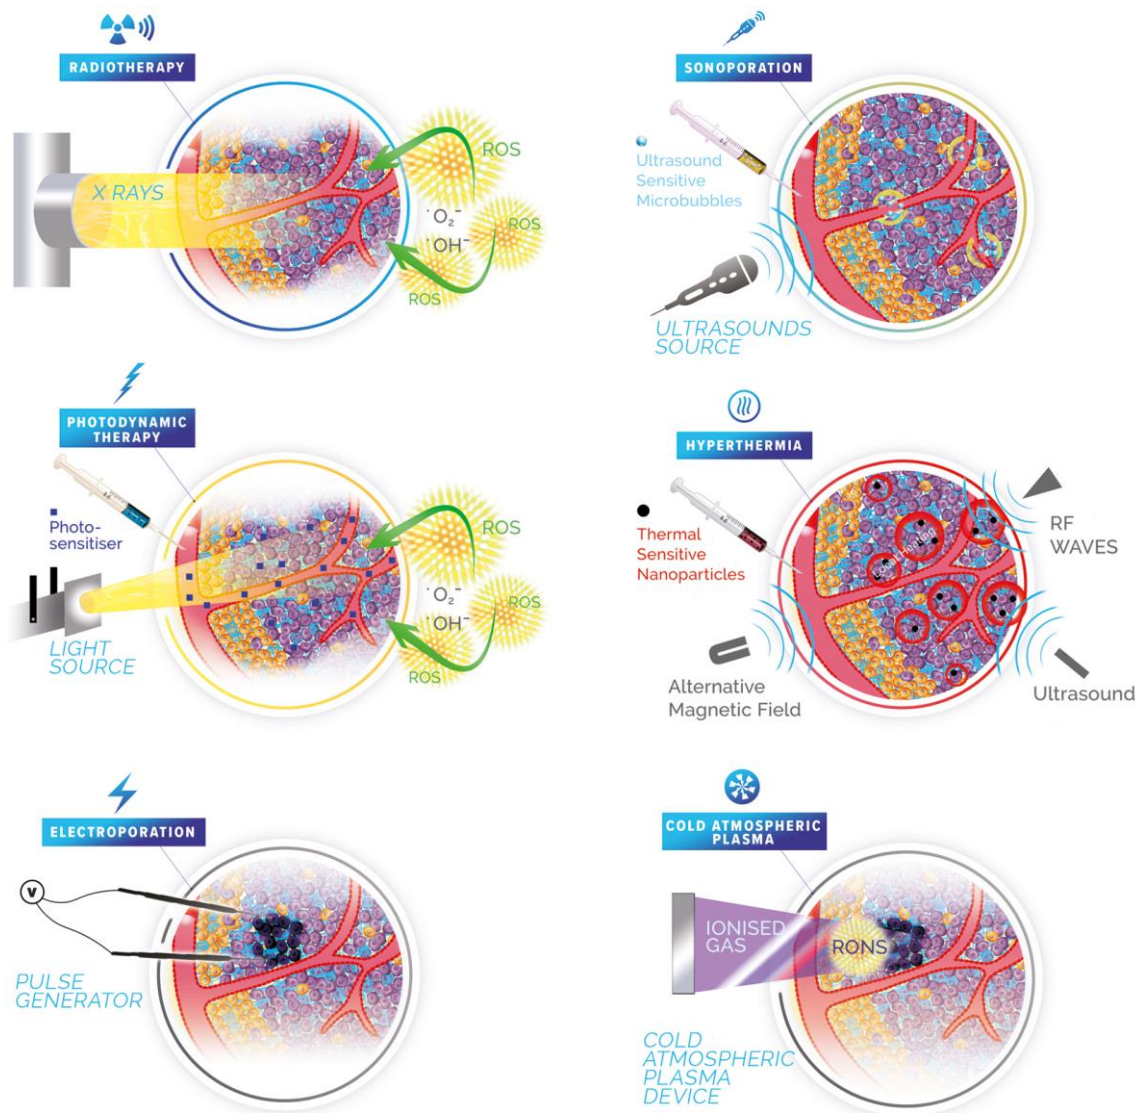 RADIOTHERAPY
X RAYS
ROS
ROS
ROS
·O₂⁻
·OH⁻
SONOPORATION
Ultrasound
Sensitive
Microbubbles
ULTRASOUNDS
SOURCE
PHOTODYNAMIC
THERAPY
Photo-
sensitiser
LIGHT
SOURCE
ROS
ROS
ROS
·O₂⁻
·OH⁻
HYPERTHERMIA
Thermal
Sensitive
Nanoparticles
RF
WAVES
Alternative
Magnetic Field
Ultrasound
ELECTROPORATION
V
PULSE
GENERATOR
COLD ATMOSPHERIC
PLASMA
IONISED
GAS
RONS
COLD
ATMOSPHERIC
PLASMA
DEVICE